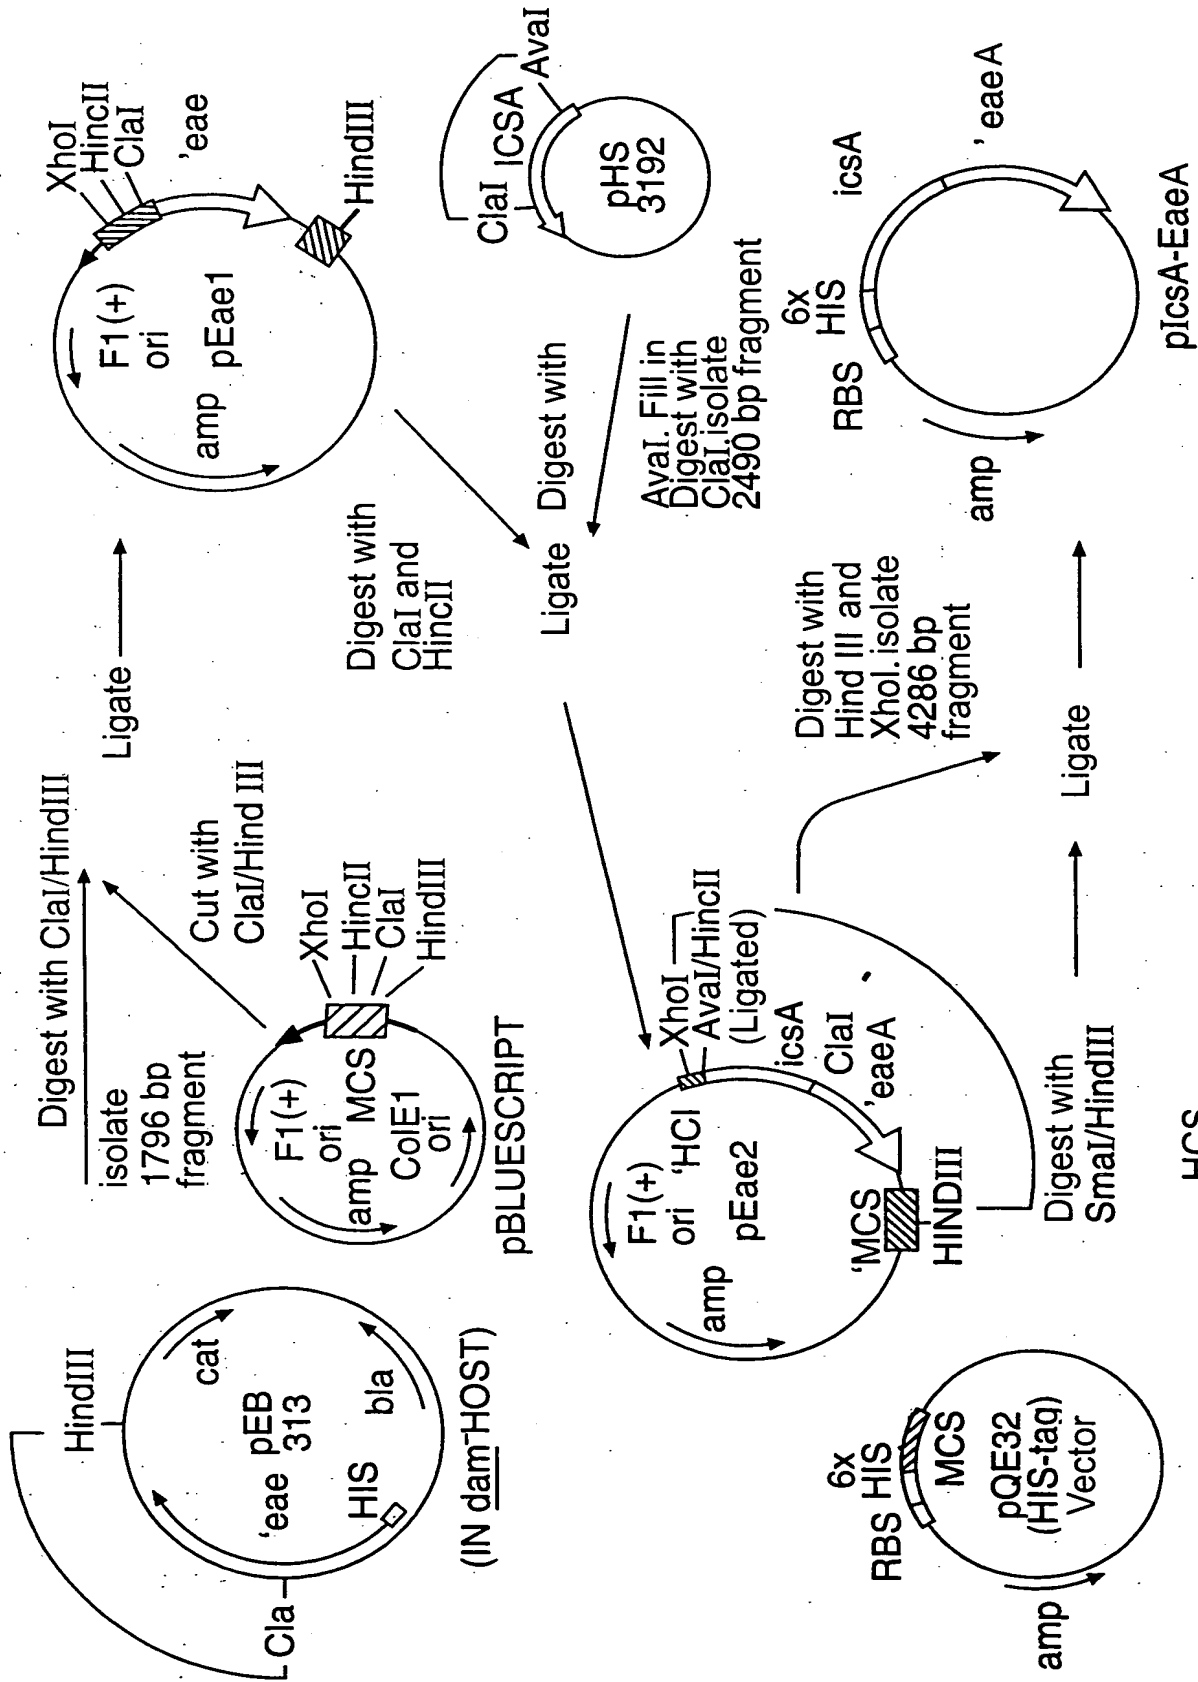 HindIII
Cla
cat
'eae
pEB
313
bla
HIS
(IN dam-HOST)
Digest with ClaI/HindIII
isolate
1796 bp
fragment
Cut with
ClaI/Hind III
F1(+)
ori
amp
MCS
ColE1
ori
XhoI
HincII
ClaI
HindIII
pBLUESCRIPT
Ligate
XhoI
HincII
ClaI
'eae
HindIII
F1(+)
ori
amp
pEae1
Digest with
ClaI and
HincII
Ligate
ClaI
ICSA
AvaI
pHS
3192
Digest with
AvaI. Fill in
Digest with
ClaI.isolate
2490 bp fragment
F1(+)
ori
'HCI
amp
pEae2
XhoI
AvaI/HincII
(Ligated)
icsA
ClaI
'eaeA
'MCS
HINDIII
Digest with
Hind III and
XhoI.isolate
4286 bp
fragment
RBS
6x
HIS
MCS
pQE32
(HIS-tag)
Vector
amp
Digest with
SmaI/HindIII
Ligate
RBS
6x
HIS
icsA
'eaeA
amp
pIcsA-EaeA